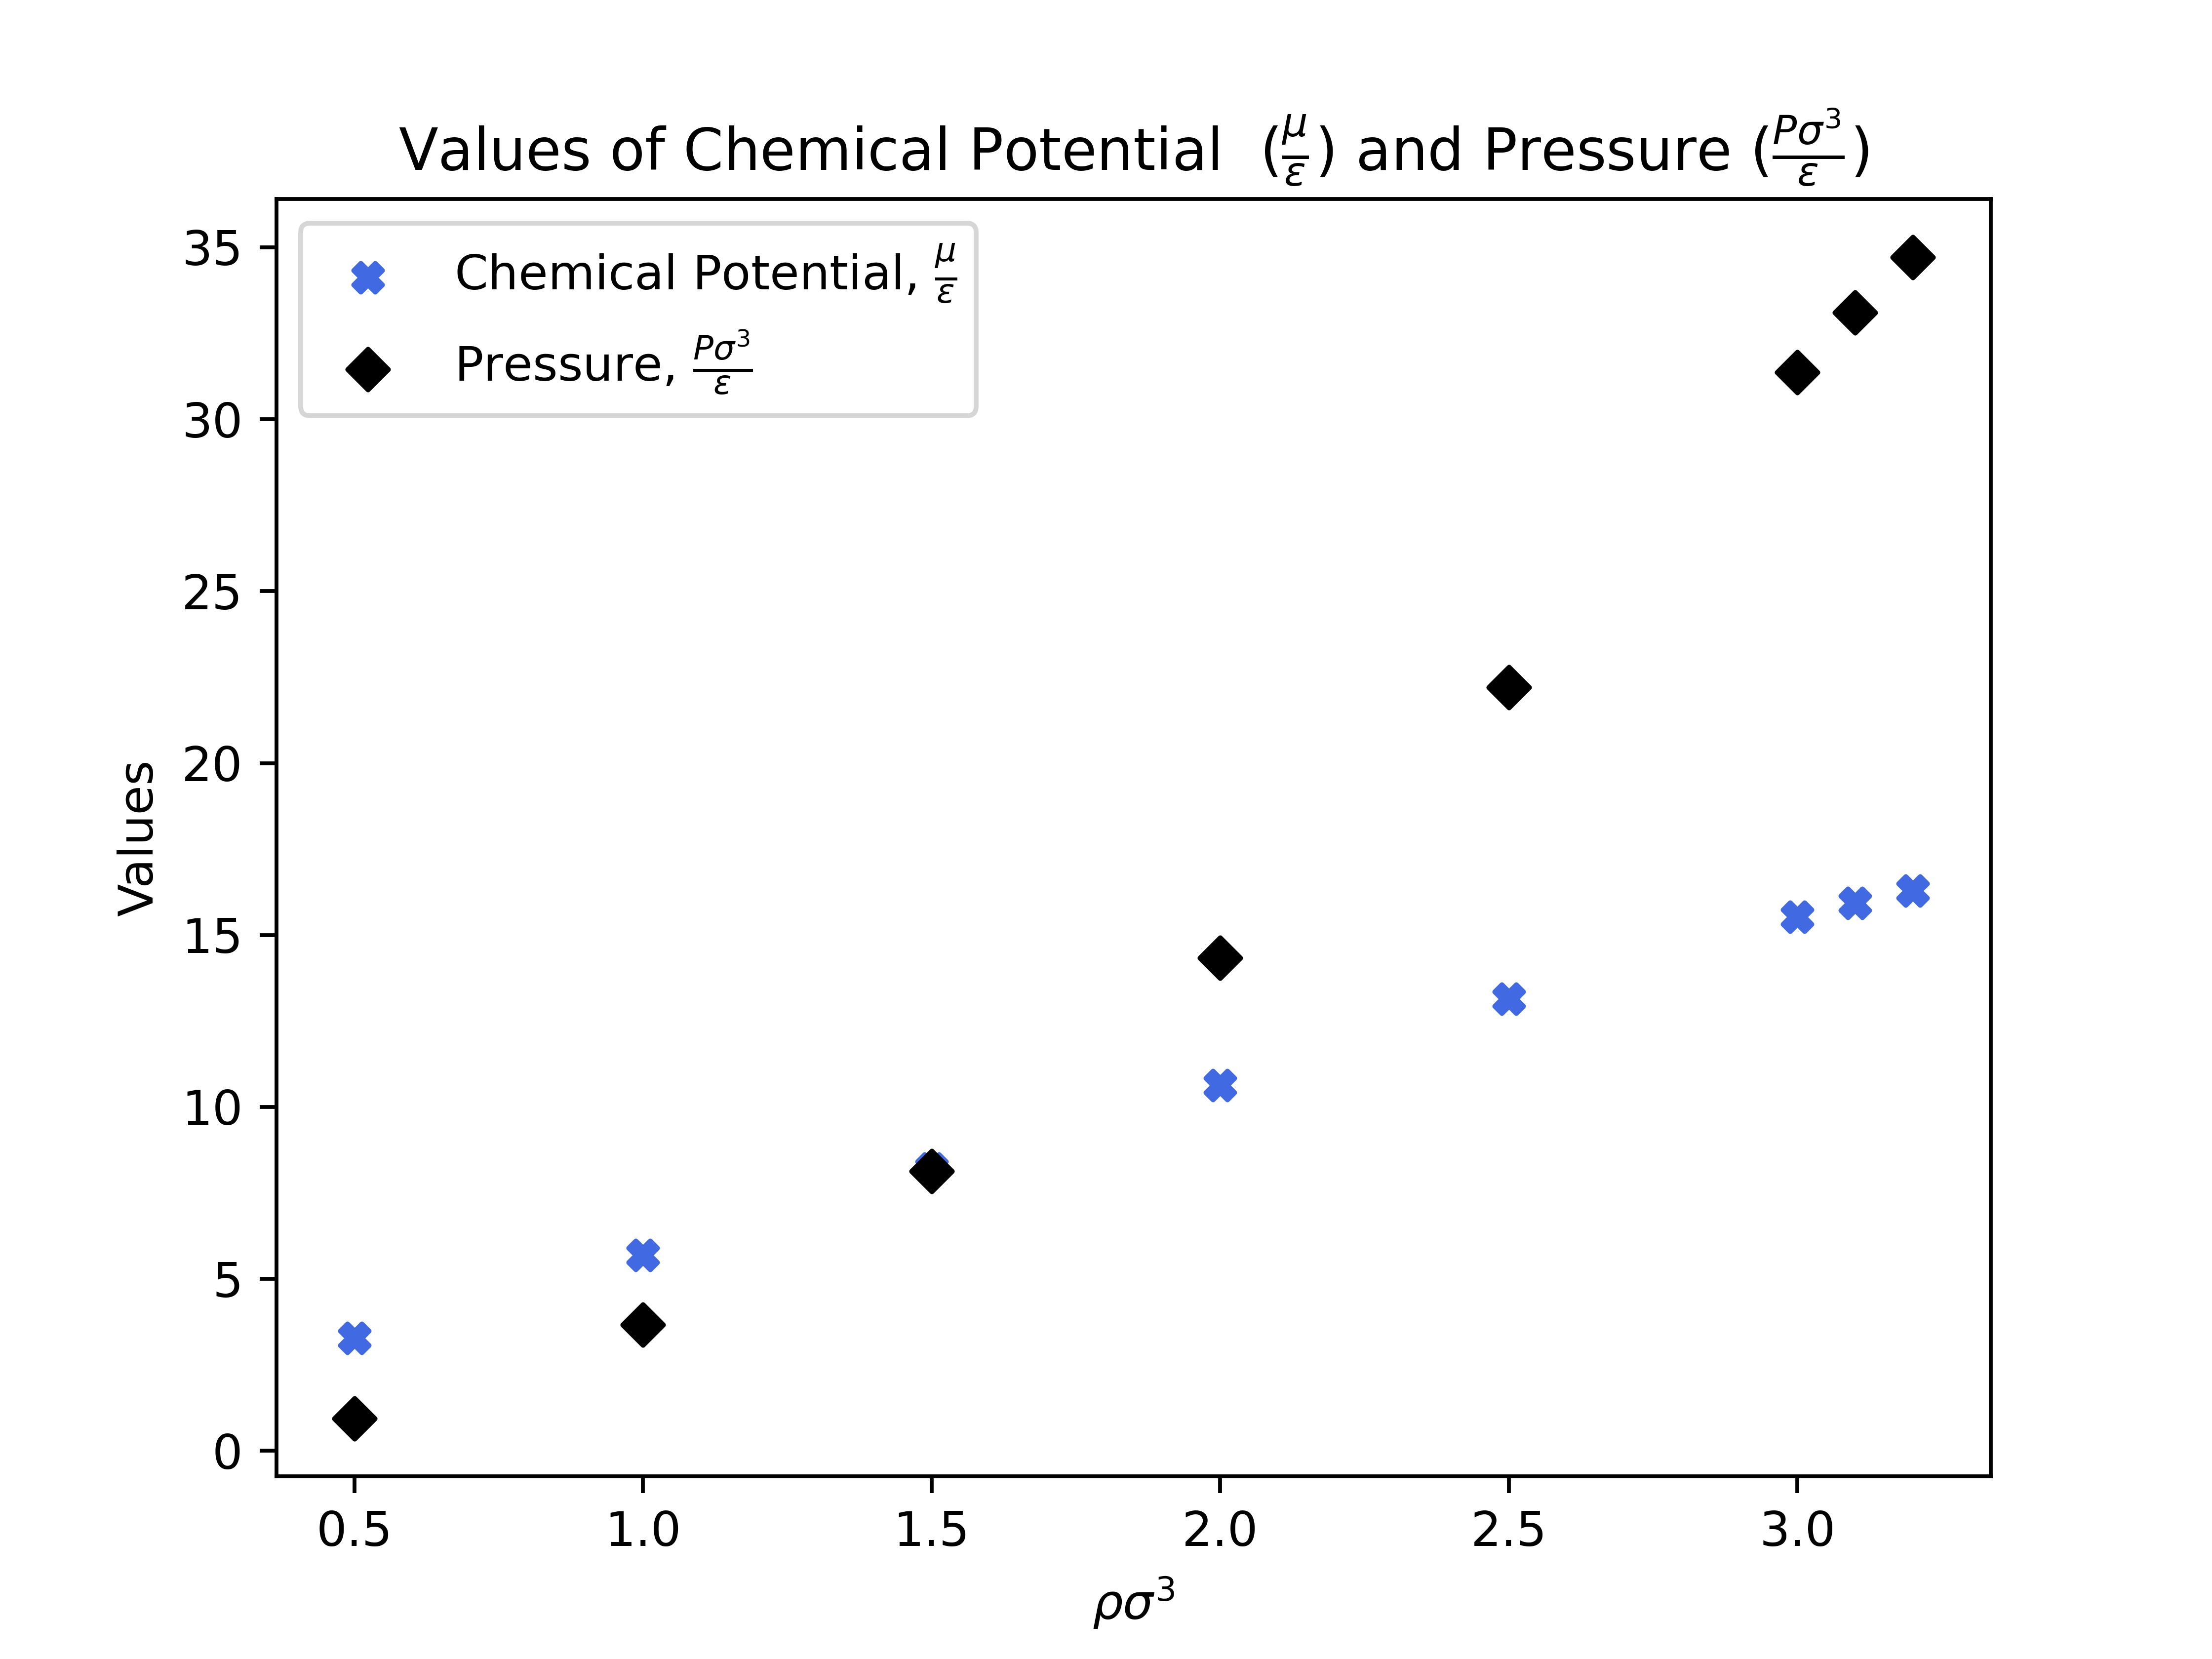 Values of Chemical Potential (μ/ε) and Pressure (Pσ³/ε)
Chemical Potential, μ/ε
Pressure, Pσ³/ε
35
30
25
20
15
10
5
0
Values
0.5 1.0 1.5 2.0 2.5 3.0
ρσ³